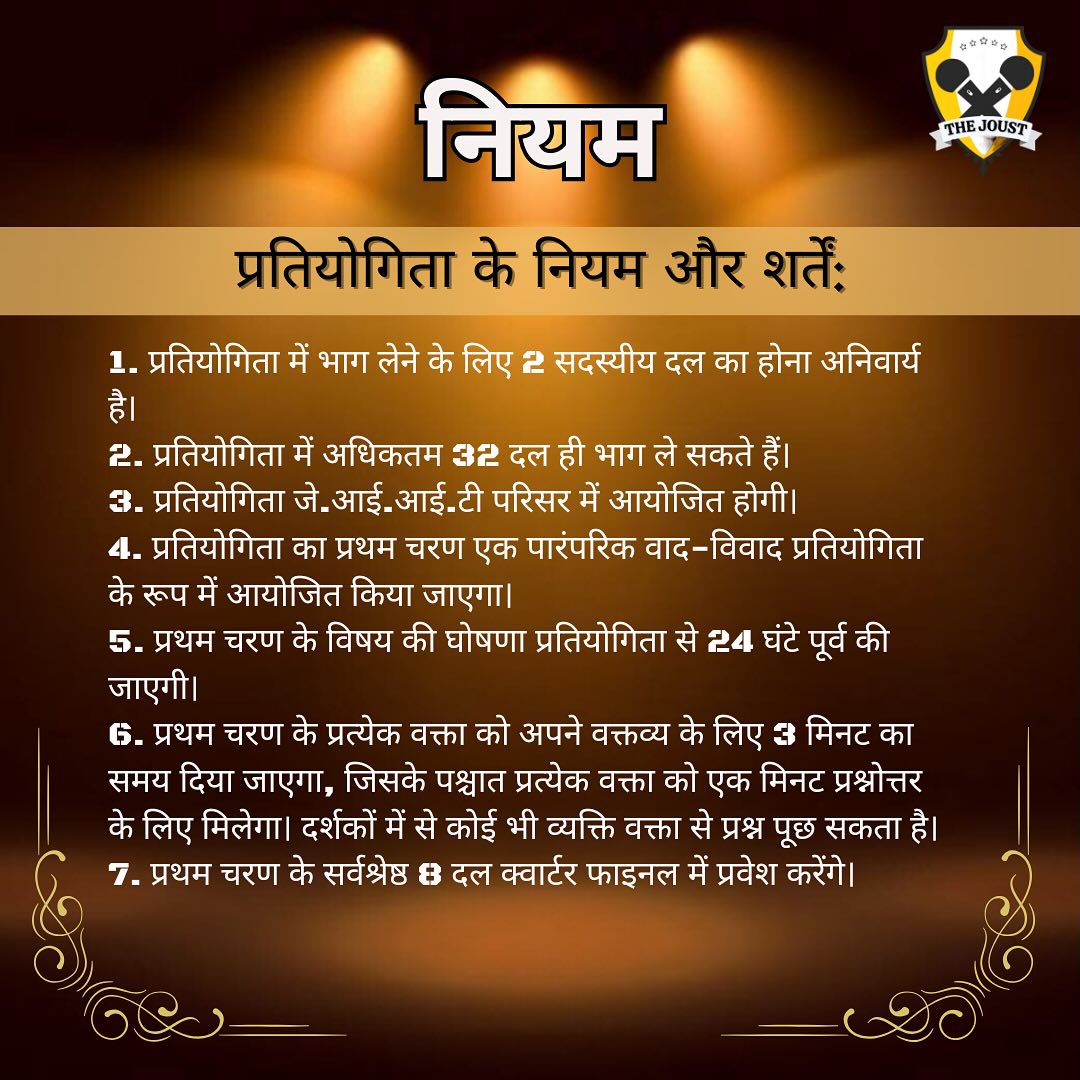 THE JOUST
नियम
प्रतियोगिता के नियम और शर्तें:
1. प्रतियोगिता में भाग लेने के लिए 2 सदस्यीय दल का होना अनिवार्य
है।
2. प्रतियोगिता में अधिकतम 32 दल ही भाग ले सकते हैं।
3. प्रतियोगिता जे.आई.आई.टी परिसर में आयोजित होगी।
4. प्रतियोगिता का प्रथम चरण एक पारंपरिक वाद-विवाद प्रतियोगिता
के रूप में आयोजित किया जाएगा।
5. प्रथम चरण के विषय की घोषणा प्रतियोगिता से 24 घंटे पूर्व की
जाएगी।
6. प्रथम चरण के प्रत्येक वक्ता को अपने वक्तव्य के लिए 3 मिनट का
समय दिया जाएगा, जिसके पश्चात प्रत्येक वक्ता को एक मिनट प्रश्नोत्तर
के लिए मिलेगा। दर्शकों में से कोई भी व्यक्ति वक्ता से प्रश्न पूछ सकता है।
7. प्रथम चरण के सर्वश्रेष्ठ 8 दल क्वार्टर फाइनल में प्रवेश करेंगे।